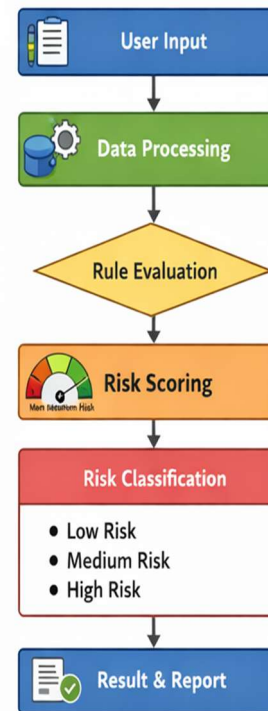 User Input
Data Processing
Rule Evaluation
Risk Scoring
Risk Classification
• Low Risk
• Medium Risk
• High Risk
Result & Report